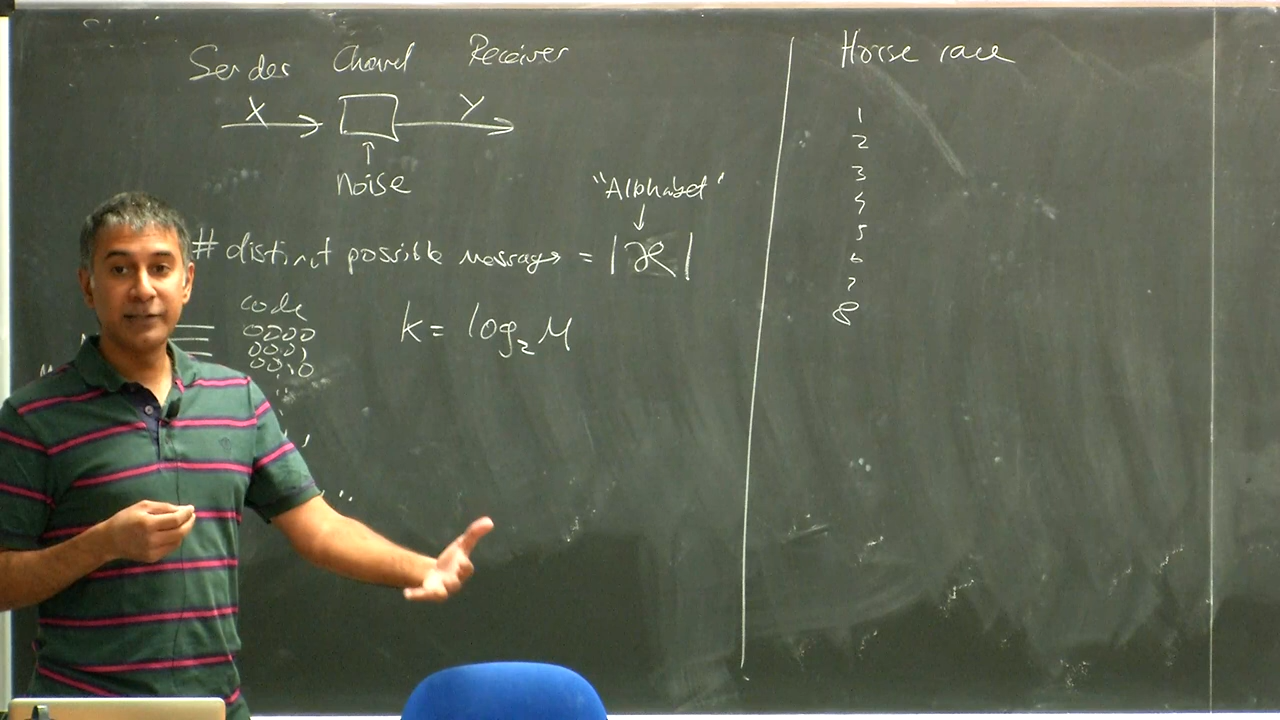 Sender Channel Receiver
X Y
noise
"Alphabet"
# distinct possible messages = |𝒳|
code
0000
0001
0010
k = log₂ M
Horse race
1
2
3
4
5
6
7
8